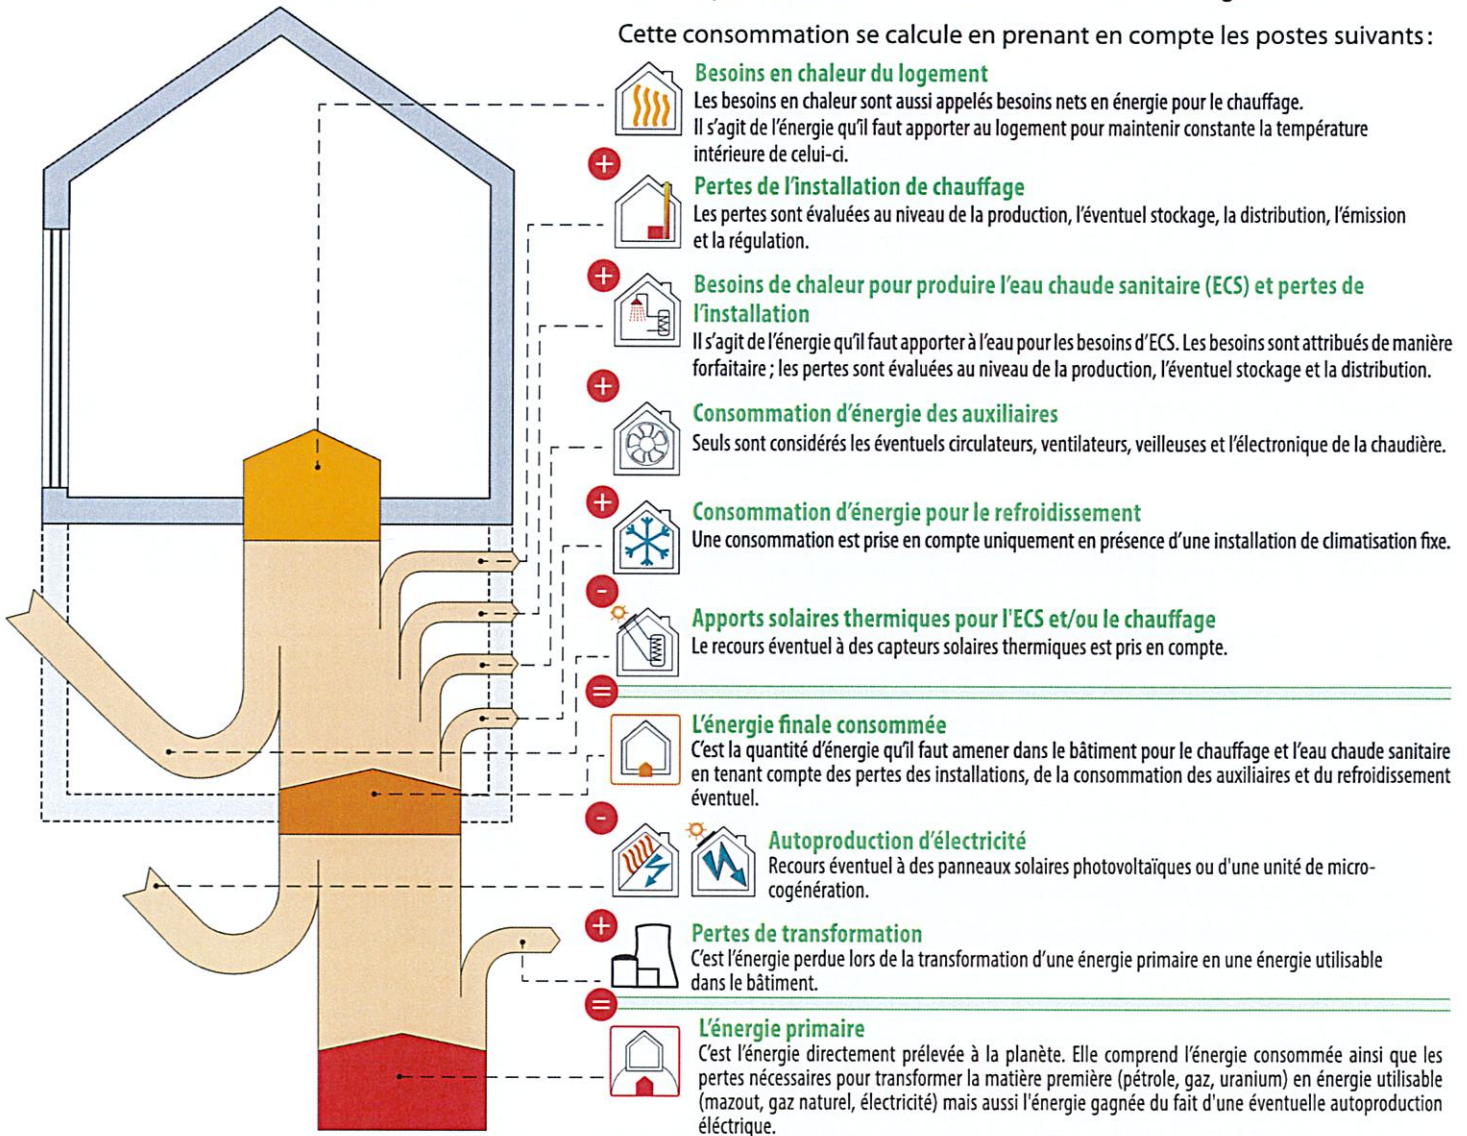 Cette consommation se calcule en prenant en compte les postes suivants :
Besoins en chaleur du logement
Les besoins en chaleur sont aussi appelés besoins nets en énergie pour le chauffage.
Il s'agit de l'énergie qu'il faut apporter au logement pour maintenir constante la température
intérieure de celui-ci.
+
Pertes de l'installation de chauffage
Les pertes sont évaluées au niveau de la production, l'éventuel stockage, la distribution, l'émission
et la régulation.
+
Besoins de chaleur pour produire l'eau chaude sanitaire (ECS) et pertes de
l'installation
Il s'agit de l'énergie qu'il faut apporter à l'eau pour les besoins d'ECS. Les besoins sont attribués de manière
forfaitaire ; les pertes sont évaluées au niveau de la production, l'éventuel stockage et la distribution.
+
Consommation d'énergie des auxiliaires
Seuls sont considérés les éventuels circulateurs, ventilateurs, veilleuses et l'électronique de la chaudière.
+
Consommation d'énergie pour le refroidissement
Une consommation est prise en compte uniquement en présence d'une installation de climatisation fixe.
-
Apports solaires thermiques pour l'ECS et/ou le chauffage
Le recours éventuel à des capteurs solaires thermiques est pris en compte.
=
L'énergie finale consommée
C'est la quantité d'énergie qu'il faut amener dans le bâtiment pour le chauffage et l'eau chaude sanitaire
en tenant compte des pertes des installations, de la consommation des auxiliaires et du refroidissement
éventuel.
-
Autoproduction d'électricité
Recours éventuel à des panneaux solaires photovoltaïques ou d'une unité de micro-
cogénération.
+
Pertes de transformation
C'est l'énergie perdue lors de la transformation d'une énergie primaire en une énergie utilisable
dans le bâtiment.
=
L'énergie primaire
C'est l'énergie directement prélevée à la planète. Elle comprend l'énergie consommée ainsi que les
pertes nécessaires pour transformer la matière première (pétrole, gaz, uranium) en énergie utilisable
(mazout, gaz naturel, électricité) mais aussi l'énergie gagnée du fait d'une éventuelle autoproduction
éléctrique.